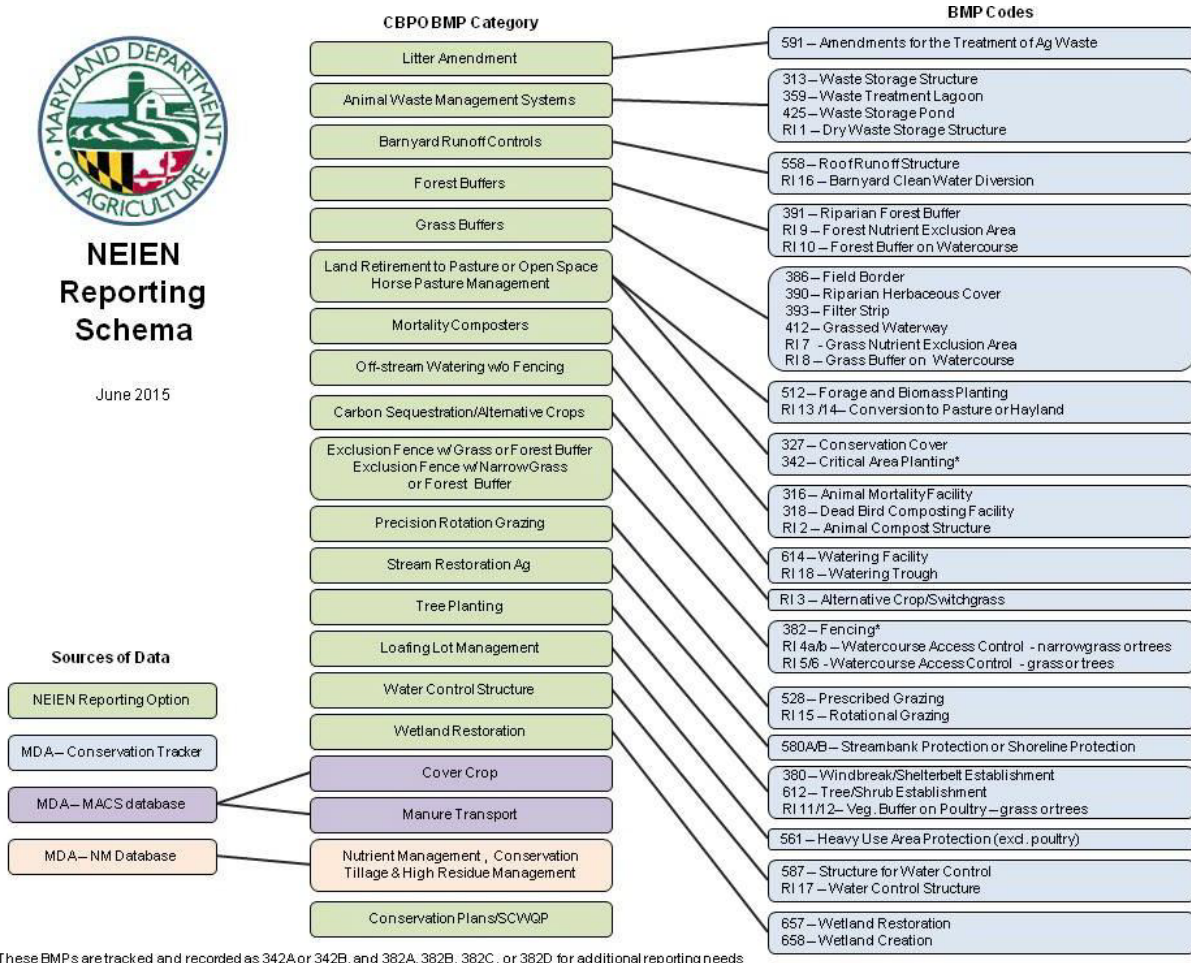 MARYLAND DEPARTMENT
OF AGRICULTURE
NEIEN
Reporting
Schema
June 2015
Sources of Data
NEIEN Reporting Option
MDA – Conservation Tracker
MDA – MACS database
MDA – NM Database
CBPO BMP Category
Litter Amendment
Animal Waste Management Systems
Barnyard Runoff Controls
Forest Buffers
Grass Buffers
Land Retirement to Pasture or Open Space
Horse Pasture Management
Mortality Composters
Off-stream Watering w/o Fencing
Carbon Sequestration/Alternative Crops
Exclusion Fence w/ Grass or Forest Buffer
Exclusion Fence w/ Narrow Grass
or Forest Buffer
Precision Rotation Grazing
Stream Restoration Ag
Tree Planting
Loafing Lot Management
Water Control Structure
Wetland Restoration
Cover Crop
Manure Transport
Nutrient Management , Conservation
Tillage & High Residue Management
Conservation Plans/SCWQP
BMP Codes
591 – Amendments for the Treatment of Ag Waste
313 – Waste Storage Structure
359 – Waste Treatment Lagoon
425 – Waste Storage Pond
RI 1 – Dry Waste Storage Structure
558 – Roof Runoff Structure
RI 16 – Barnyard Clean Water Diversion
391 – Riparian Forest Buffer
RI 9 – Forest Nutrient Exclusion Area
RI 10 – Forest Buffer on Watercourse
386 – Field Border
390 – Riparian Herbaceous Cover
393 – Filter Strip
412 – Grassed Waterway
RI 7 - Grass Nutrient Exclusion Area
RI 8 – Grass Buffer on Watercourse
512 – Forage and Biomass Planting
RI 13 /14 – Conversion to Pasture or Hayland
327 – Conservation Cover
342 – Critical Area Planting*
316 – Animal Mortality Facility
318 – Dead Bird Composting Facility
RI 2 – Animal Compost Structure
614 – Watering Facility
RI 18 – Watering Trough
RI 3 – Alternative Crop/Switchgrass
382 – Fencing*
RI 4a/b – Watercourse Access Control - narrow grass or trees
RI 5/6 - Watercourse Access Control - grass or trees
528 – Prescribed Grazing
RI 15 – Rotational Grazing
580A/B – Streambank Protection or Shoreline Protection
380 – Windbreak/Shelterbelt Establishment
612 – Tree/Shrub Establishment
RI 11/12 – Veg. Buffer on Poultry – grass or trees
561 – Heavy Use Area Protection (excl. poultry)
587 – Structure for Water Control
RI 17 – Water Control Structure
657 – Wetland Restoration
658 – Wetland Creation
These BMPs are tracked and recorded as 342A or 342B, and 382A, 382B, 382C, or 382D for additional reporting needs